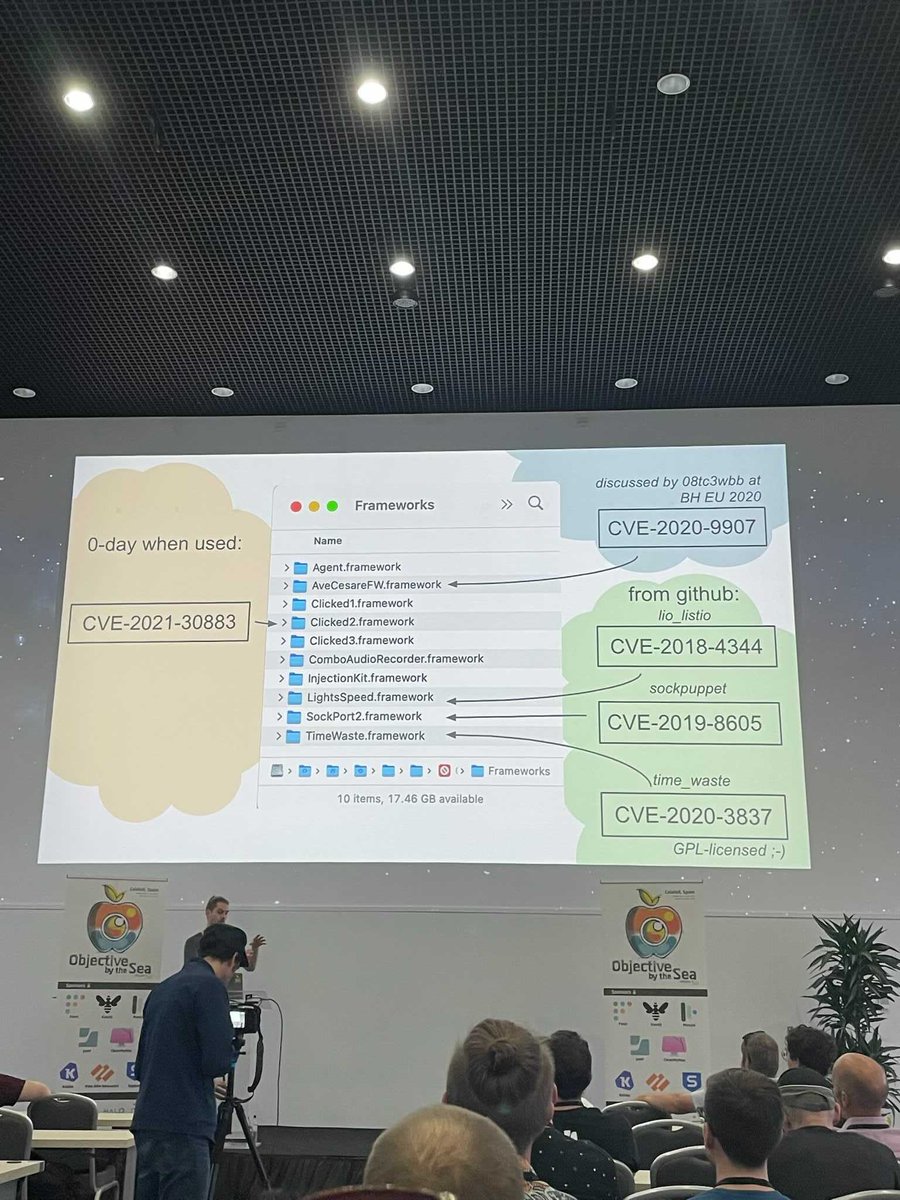 0-day when used:
CVE-2021-30883
Frameworks
Name
Agent.framework
AveCesareFW.framework
Clicked1.framework
Clicked2.framework
Clicked3.framework
ComboAudioRecorder.framework
InjectionKit.framework
LightsSpeed.framework
SockPort2.framework
TimeWaste.framework
Frameworks
10 items, 17.46 GB available
discussed by 08tc3wbb at
BH EU 2020
CVE-2020-9907
from github:
lio_listio
CVE-2018-4344
sockpuppet
CVE-2019-8605
time_waste
CVE-2020-3837
GPL-licensed ;-)
Objective
by the Sea
Objective
by the Sea